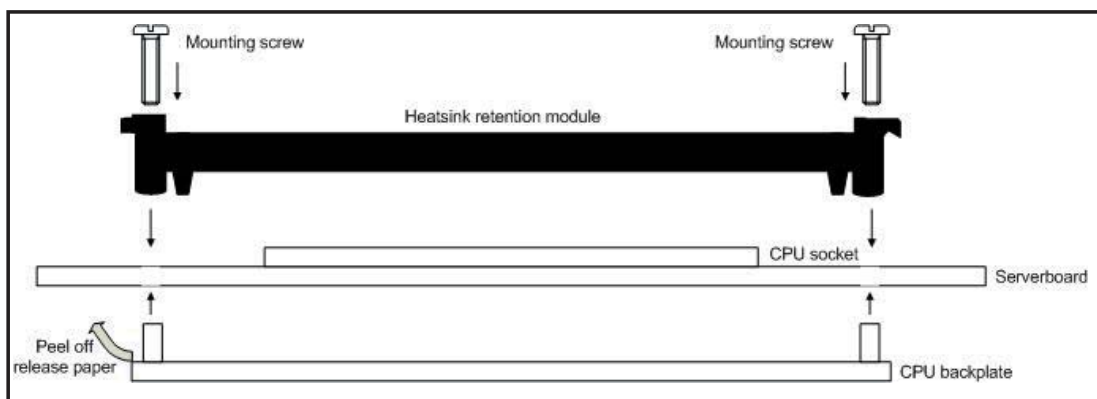 Mounting screw
Mounting screw
Heatsink retention module
CPU socket
Serverboard
Peel off
release paper
CPU backplate